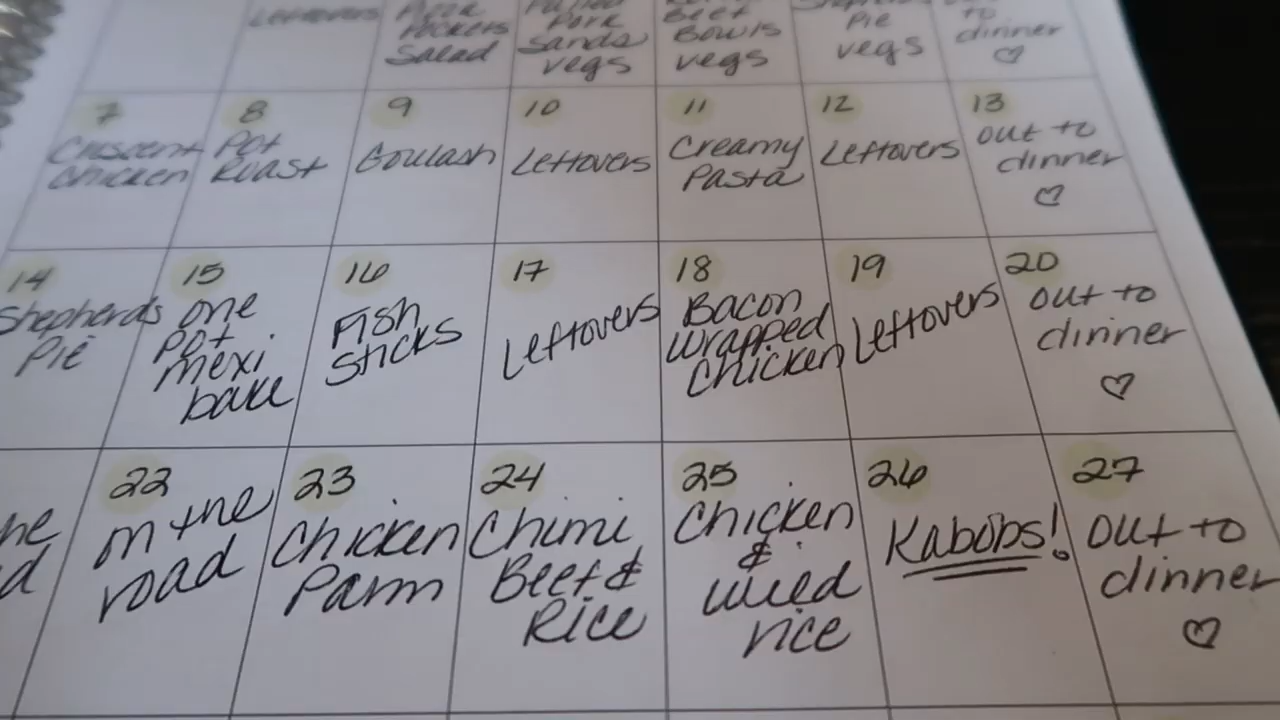 Leftovers
Pockets
Salad
Pork
Sands
vegs
Beef
Bowls
vegs
Pie
vegs
to
dinner
7
Crescent
Chicken
8
Pot
Roast
9
Goulash
10
Leftovers
11
Creamy
Pasta
12
Leftovers
13
out to
dinner
14
Shepherds
Pie
15
one
pot
mexi
bake
16
Fish
Sticks
17
Leftovers
18
Bacon
Wrapped
Chicken
19
Leftovers
20
out to
dinner
22
on the
road
23
Chicken
Parm
24
Chimi
Beef &
Rice
25
Chicken
&
wild
rice
26
Kabobs!
27
out to
dinner